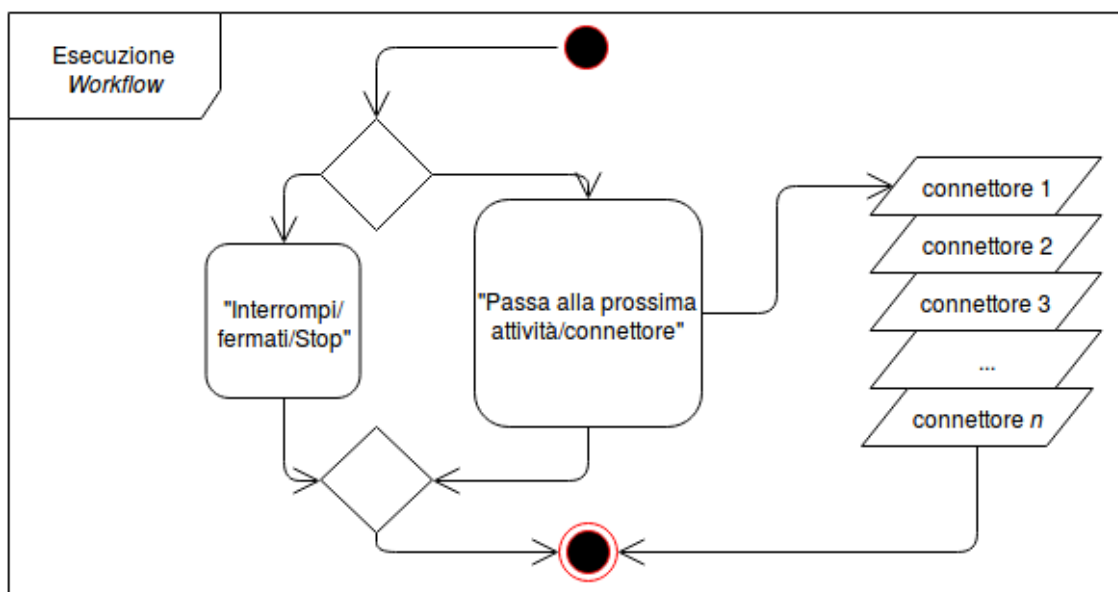 Esecuzione
Workflow
"Interrompi/
fermati/Stop"
"Passa alla prossima
attività/connettore"
connettore 1
connettore 2
connettore 3
...
connettore n